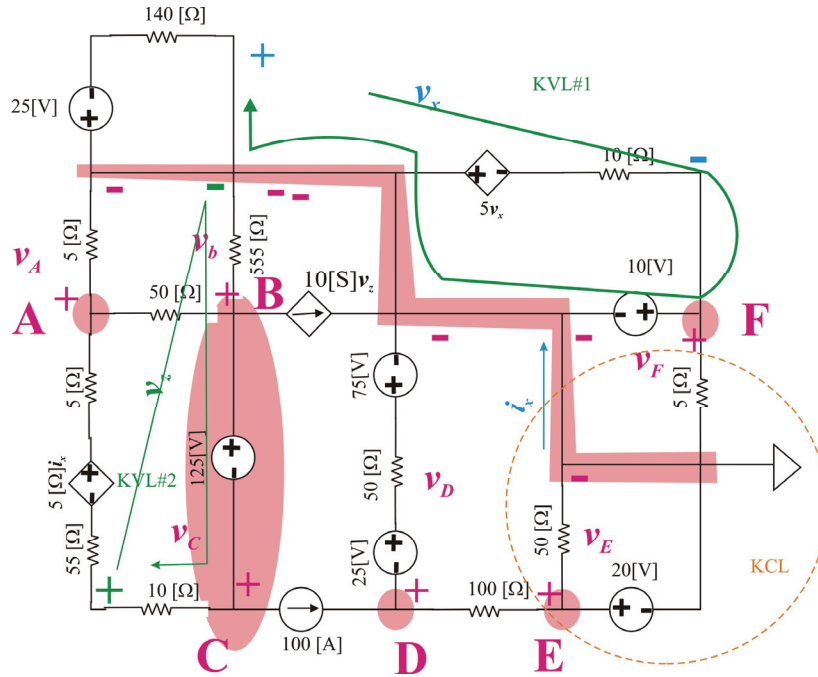 140 [Ω]
25[V]
v_x
KVL#1
10 [Ω]
5v_x
5 [Ω]
555 [Ω]
v_A
v_b
A
B
50 [Ω]
10[S]v_z
10[V]
F
v_F
5 [Ω]
v_z
75[V]
i_x
5 [Ω]
125[V]
5 [Ω]i_x
KVL#2
50 [Ω]
v_D
55 [Ω]
v_C
25[V]
50 [Ω]
v_E
KCL
10 [Ω]
100 [Ω]
20[V]
C
100 [A]
D
E